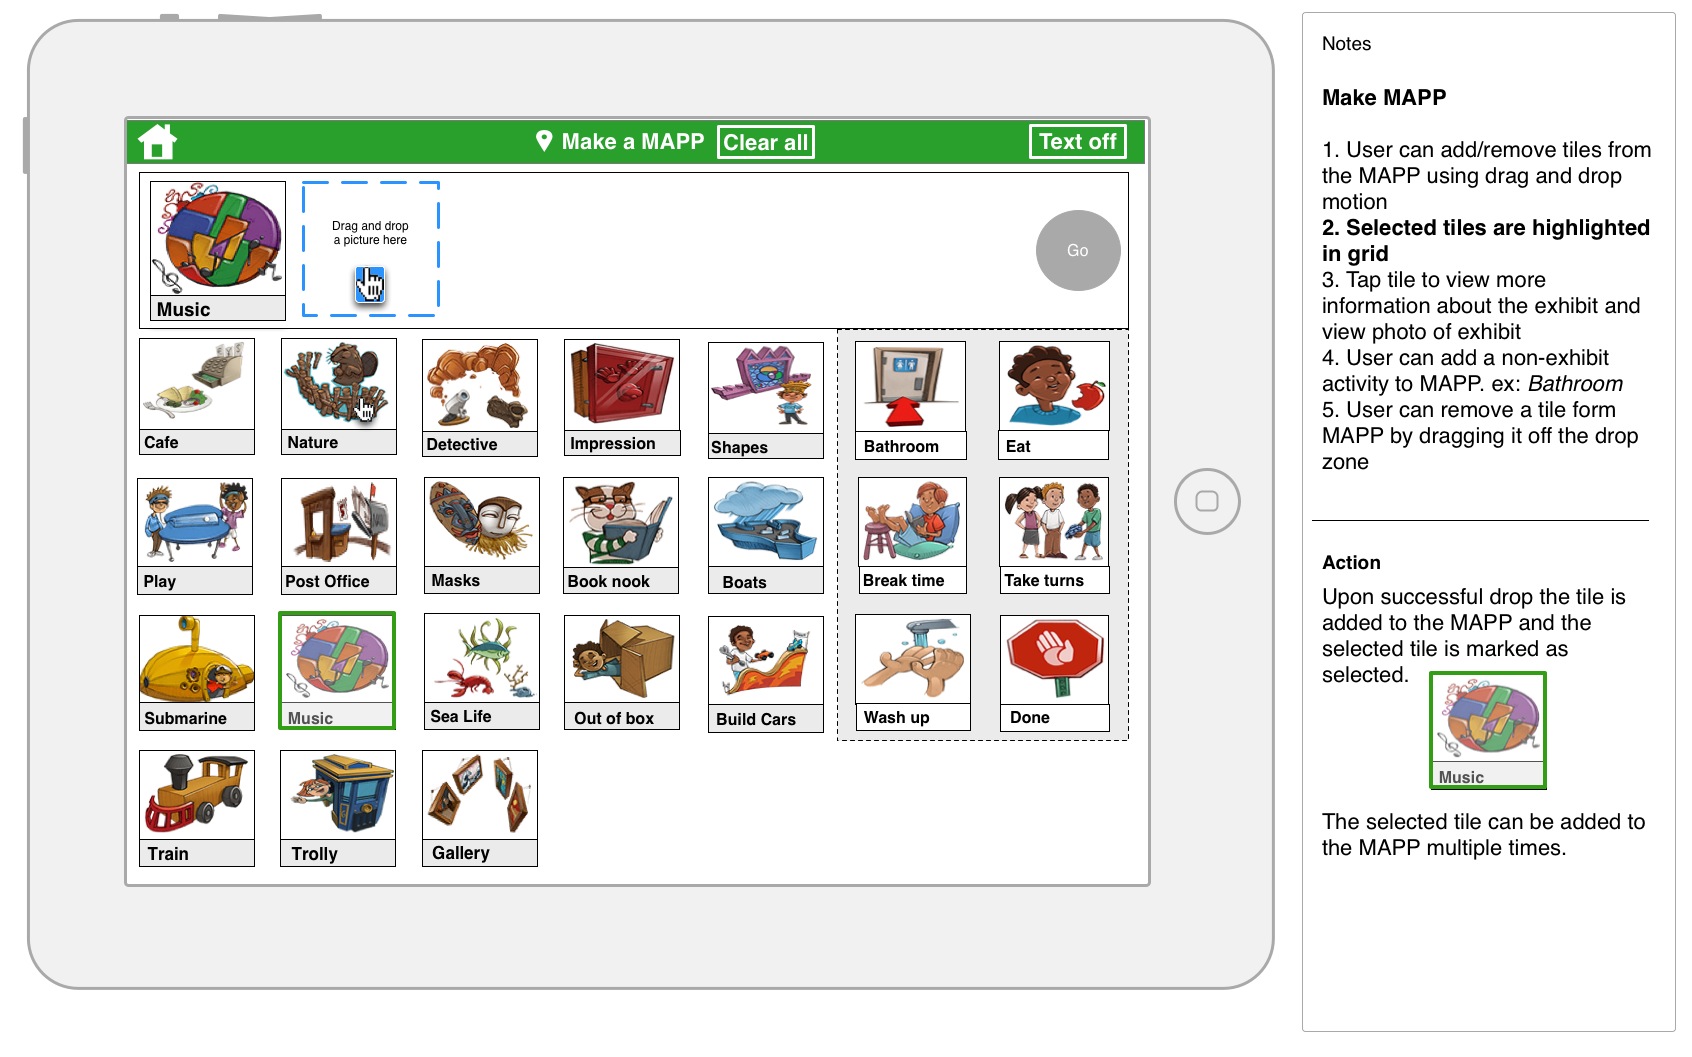 Make a MAPP
Clear all
Text off
Music
Drag and drop
a picture here
Go
Cafe
Nature
Detective
Impression
Shapes
Bathroom
Eat
Play
Post Office
Masks
Book nook
Boats
Break time
Take turns
Submarine
Music
Sea Life
Out of box
Build Cars
Wash up
Done
Train
Trolly
Gallery
Notes
Make MAPP
1. User can add/remove tiles from
the MAPP using drag and drop
motion
2. Selected tiles are highlighted
in grid
3. Tap tile to view more
information about the exhibit and
view photo of exhibit
4. User can add a non-exhibit
activity to MAPP. ex: Bathroom
5. User can remove a tile form
MAPP by dragging it off the drop
zone
Action
Upon successful drop the tile is
added to the MAPP and the
selected tile is marked as
selected.
Music
The selected tile can be added to
the MAPP multiple times.